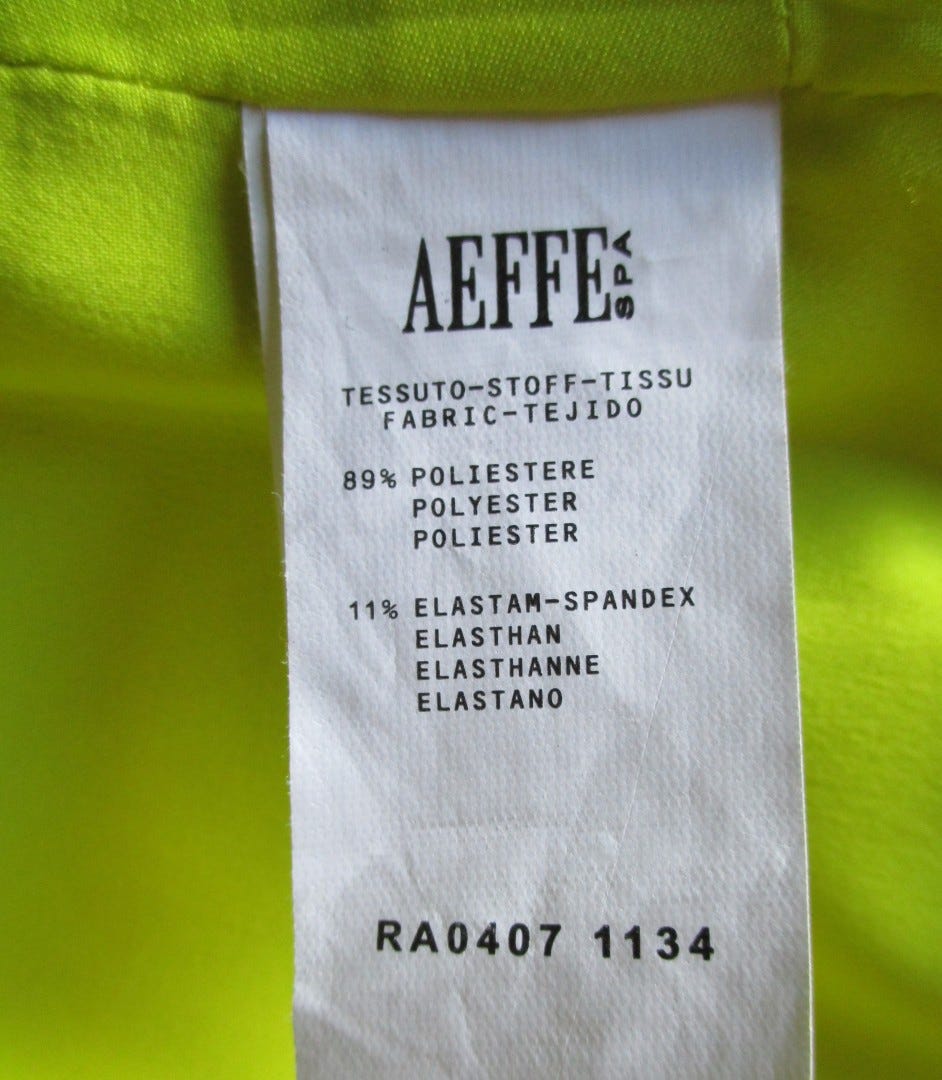 AEFFE SPA
TESSUTO-STOFF-TISSU
FABRIC-TEJIDO
89% POLIESTERE
POLYESTER
POLIESTER
11% ELASTAM-SPANDEX
ELASTHAN
ELASTHANNE
ELASTANO
RA0407 1134